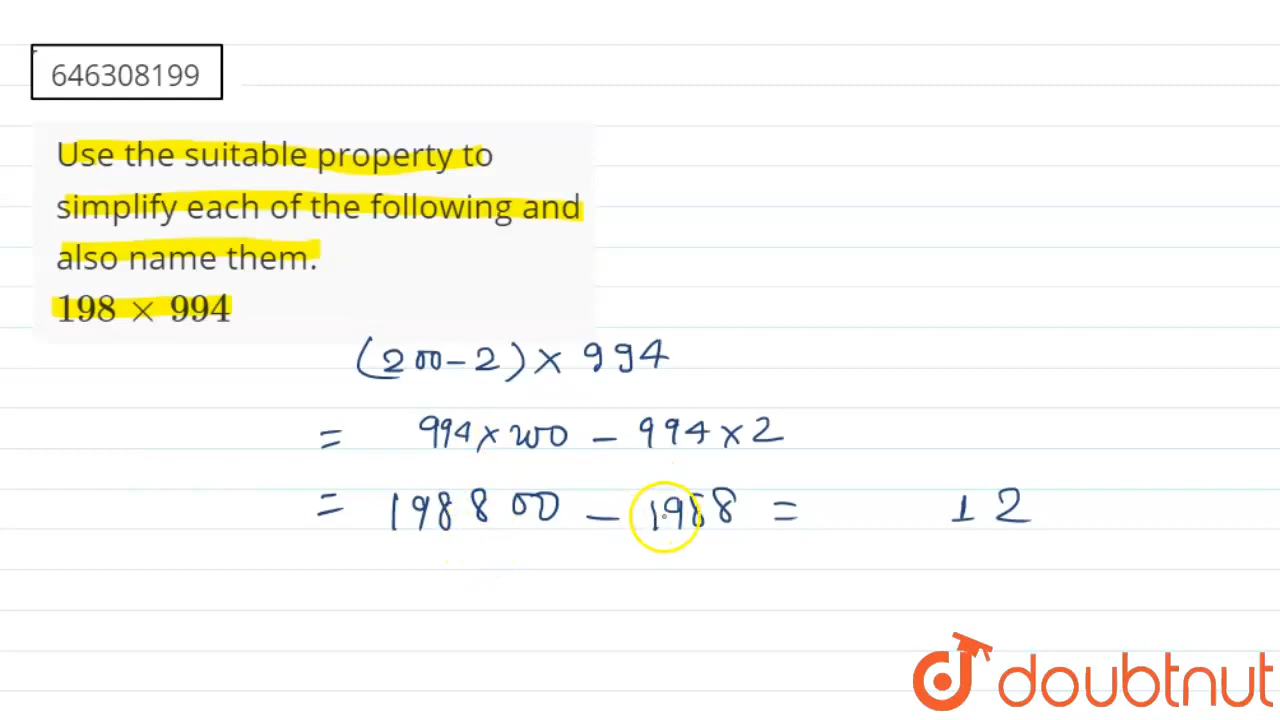 646308199
Use the suitable property to
simplify each of the following and
also name them.
198 × 994
(200-2) × 994
= 994 × 200 - 994 × 2
= 198800 - 1988 = 12
doubtnut